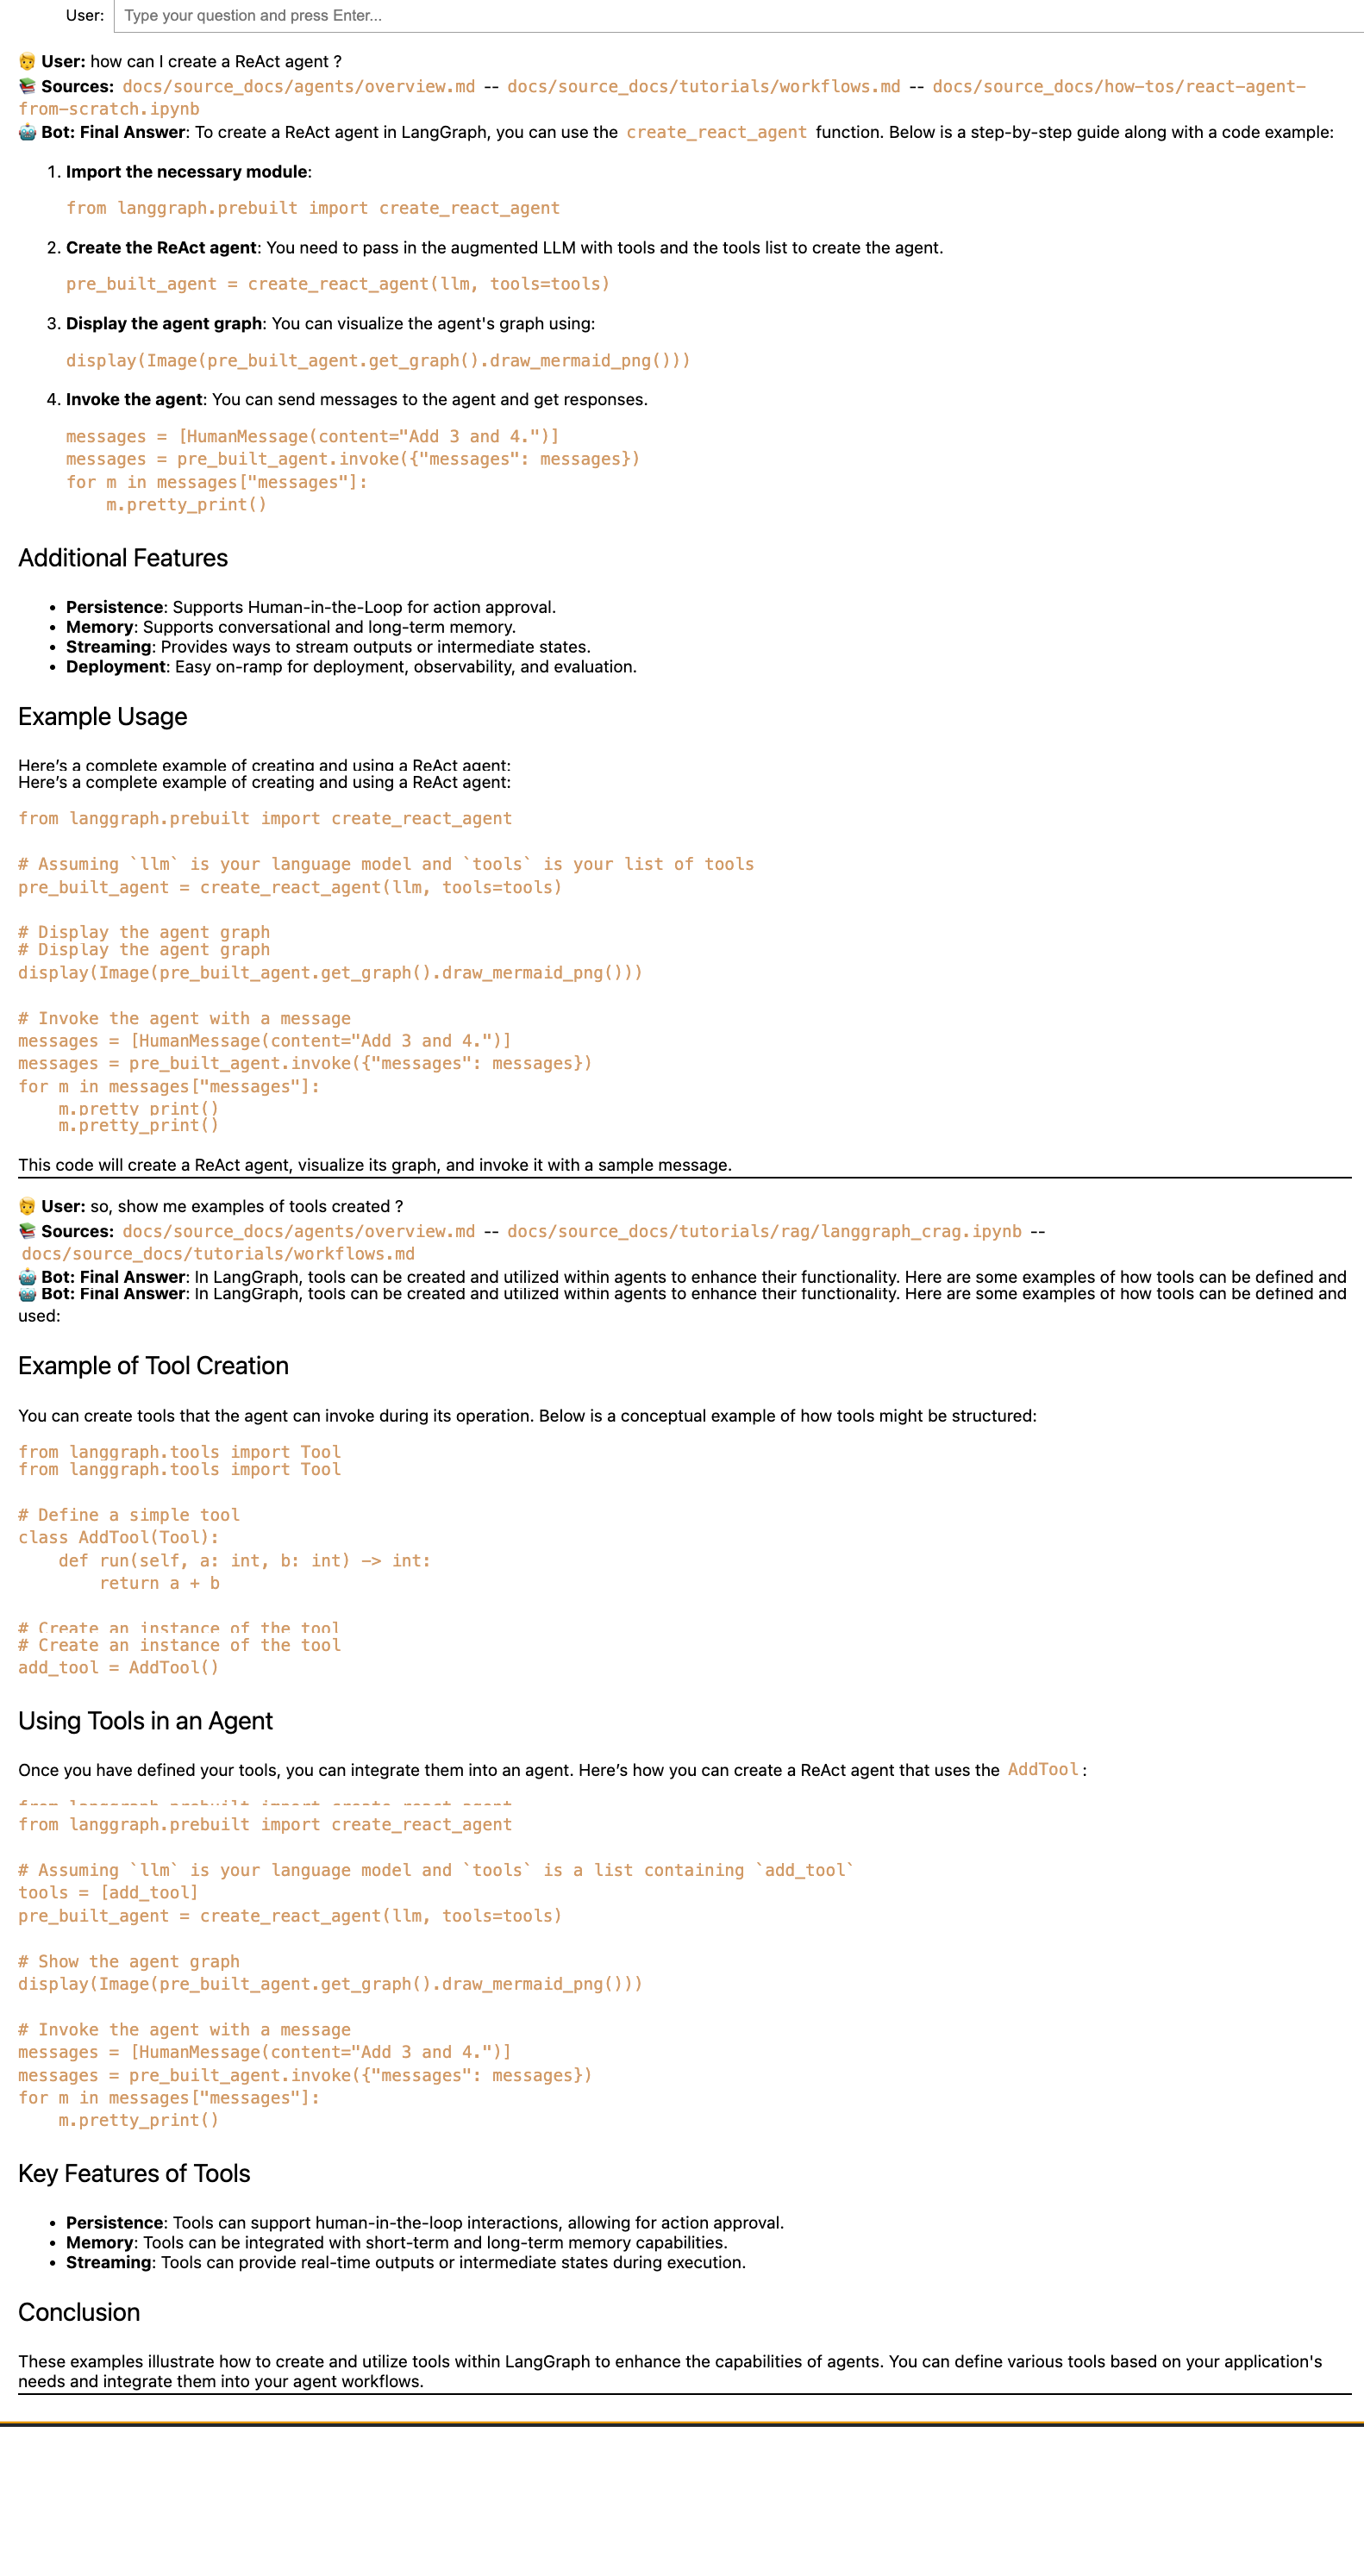 User: Type your question and press Enter...
User: how can I create a ReAct agent ?
Sources: docs/source_docs/agents/overview.md -- docs/source_docs/tutorials/workflows.md -- docs/source_docs/how-tos/react-agent-
from-scratch.ipynb
Bot: Final Answer: To create a ReAct agent in LangGraph, you can use the create_react_agent function. Below is a step-by-step guide along with a code example:
1. Import the necessary module:
from langgraph.prebuilt import create_react_agent
2. Create the ReAct agent: You need to pass in the augmented LLM with tools and the tools list to create the agent.
pre_built_agent = create_react_agent(llm, tools=tools)
3. Display the agent graph: You can visualize the agent's graph using:
display(Image(pre_built_agent.get_graph().draw_mermaid_png()))
4. Invoke the agent: You can send messages to the agent and get responses.
messages = [HumanMessage(content="Add 3 and 4.")]
messages = pre_built_agent.invoke({"messages": messages})
for m in messages["messages"]:
    m.pretty_print()
Additional Features
• Persistence: Supports Human-in-the-Loop for action approval.
• Memory: Supports conversational and long-term memory.
• Streaming: Provides ways to stream outputs or intermediate states.
• Deployment: Easy on-ramp for deployment, observability, and evaluation.
Example Usage
Here's a complete example of creating and using a ReAct agent:
Here's a complete example of creating and using a ReAct agent:
from langgraph.prebuilt import create_react_agent
# Assuming `llm` is your language model and `tools` is your list of tools
pre_built_agent = create_react_agent(llm, tools=tools)
# Display the agent graph
# Display the agent graph
display(Image(pre_built_agent.get_graph().draw_mermaid_png()))
# Invoke the agent with a message
messages = [HumanMessage(content="Add 3 and 4.")]
messages = pre_built_agent.invoke({"messages": messages})
for m in messages["messages"]:
    m.pretty_print()
    m.pretty_print()
This code will create a ReAct agent, visualize its graph, and invoke it with a sample message.
User: so, show me examples of tools created ?
Sources: docs/source_docs/agents/overview.md -- docs/source_docs/tutorials/rag/langgraph_crag.ipynb --
docs/source_docs/tutorials/workflows.md
Bot: Final Answer: In LangGraph, tools can be created and utilized within agents to enhance their functionality. Here are some examples of how tools can be defined and
Bot: Final Answer: In LangGraph, tools can be created and utilized within agents to enhance their functionality. Here are some examples of how tools can be defined and
used:
Example of Tool Creation
You can create tools that the agent can invoke during its operation. Below is a conceptual example of how tools might be structured:
from langgraph.tools import Tool
from langgraph.tools import Tool
# Define a simple tool
class AddTool(Tool):
    def run(self, a: int, b: int) -> int:
        return a + b
# Create an instance of the tool
# Create an instance of the tool
add_tool = AddTool()
Using Tools in an Agent
Once you have defined your tools, you can integrate them into an agent. Here's how you can create a ReAct agent that uses the AddTool:
from langgraph.prebuilt import create_react_agent
# Assuming `llm` is your language model and `tools` is a list containing `add_tool`
tools = [add_tool]
pre_built_agent = create_react_agent(llm, tools=tools)
# Show the agent graph
display(Image(pre_built_agent.get_graph().draw_mermaid_png()))
# Invoke the agent with a message
messages = [HumanMessage(content="Add 3 and 4.")]
messages = pre_built_agent.invoke({"messages": messages})
for m in messages["messages"]:
    m.pretty_print()
Key Features of Tools
• Persistence: Tools can support human-in-the-loop interactions, allowing for action approval.
• Memory: Tools can be integrated with short-term and long-term memory capabilities.
• Streaming: Tools can provide real-time outputs or intermediate states during execution.
Conclusion
These examples illustrate how to create and utilize tools within LangGraph to enhance the capabilities of agents. You can define various tools based on your application's
needs and integrate them into your agent workflows.